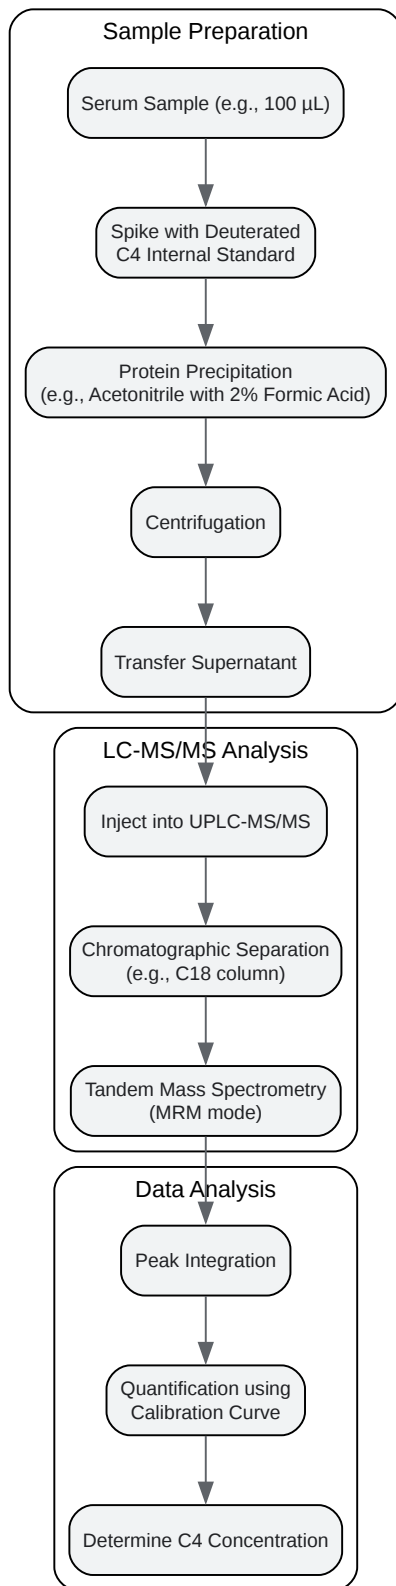 Sample Preparation
Serum Sample (e.g., 100 µL)
Spike with Deuterated
C4 Internal Standard
Protein Precipitation
(e.g., Acetonitrile with 2% Formic Acid)
Centrifugation
Transfer Supernatant
LC-MS/MS Analysis
Inject into UPLC-MS/MS
Chromatographic Separation
(e.g., C18 column)
Tandem Mass Spectrometry
(MRM mode)
Data Analysis
Peak Integration
Quantification using
Calibration Curve
Determine C4 Concentration